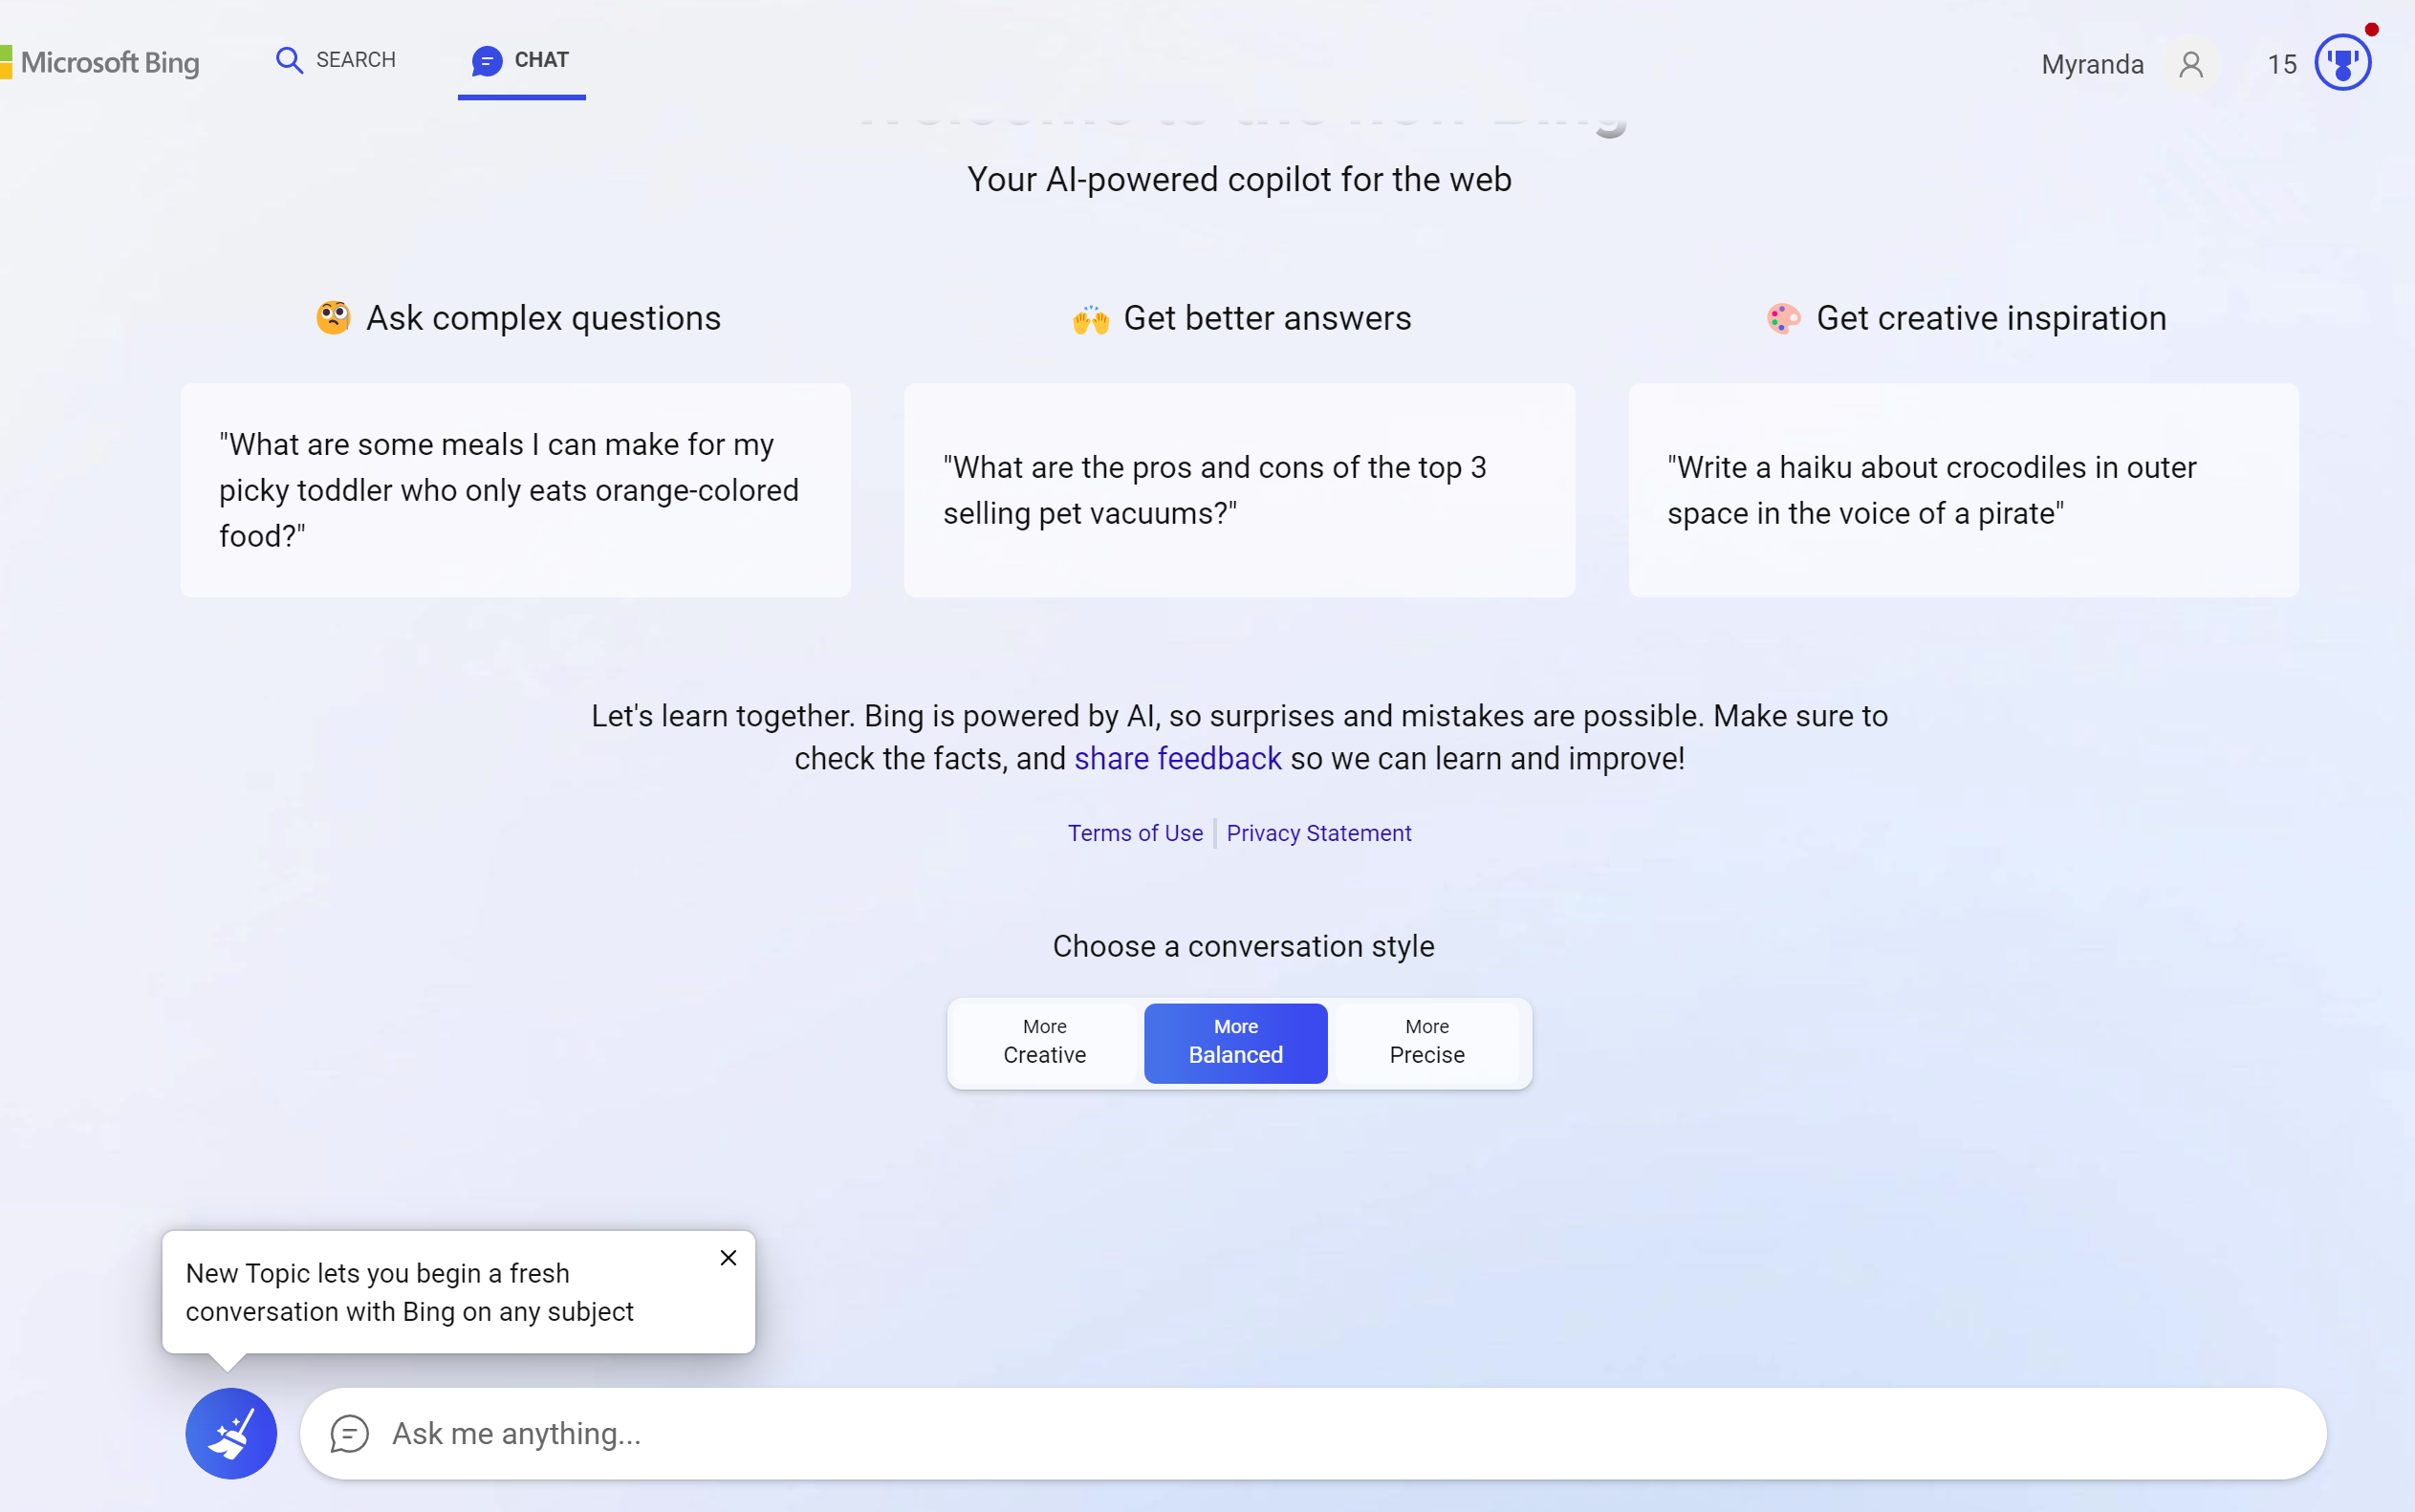 Microsoft Bing
SEARCH
CHAT
Myranda
15
Your AI-powered copilot for the web
Ask complex questions
Get better answers
Get creative inspiration
"What are some meals I can make for my
picky toddler who only eats orange-colored
food?"
"What are the pros and cons of the top 3
selling pet vacuums?"
"Write a haiku about crocodiles in outer
space in the voice of a pirate"
Let's learn together. Bing is powered by AI, so surprises and mistakes are possible. Make sure to
check the facts, and share feedback so we can learn and improve!
Terms of Use | Privacy Statement
Choose a conversation style
More
Creative
More
Balanced
More
Precise
New Topic lets you begin a fresh
conversation with Bing on any subject
Ask me anything...